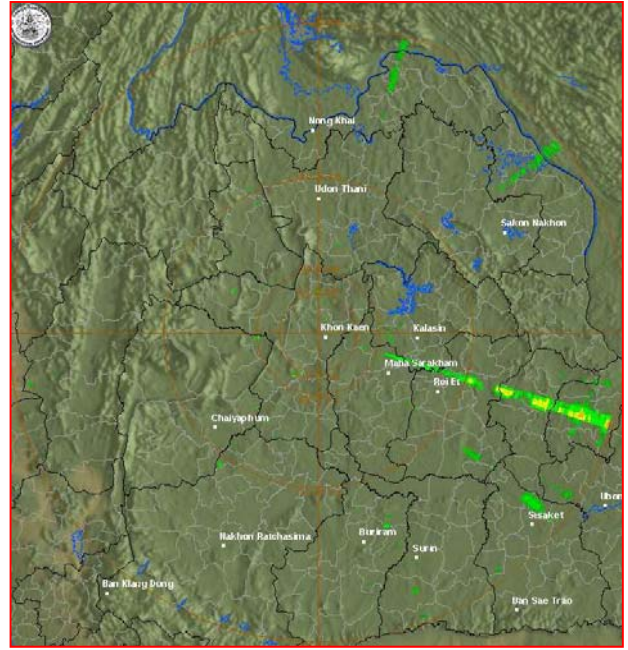 Nong Khai
Udon Thani
Sakon Nakhon
Khon Kaen
Kalasin
Maha Sarakham
Roi Et
Chaiyaphum
Ubon
Sisaket
Nakhon Ratchasima
Buriram
Surin
Ban Klang Dong
Ban Sae Phrao